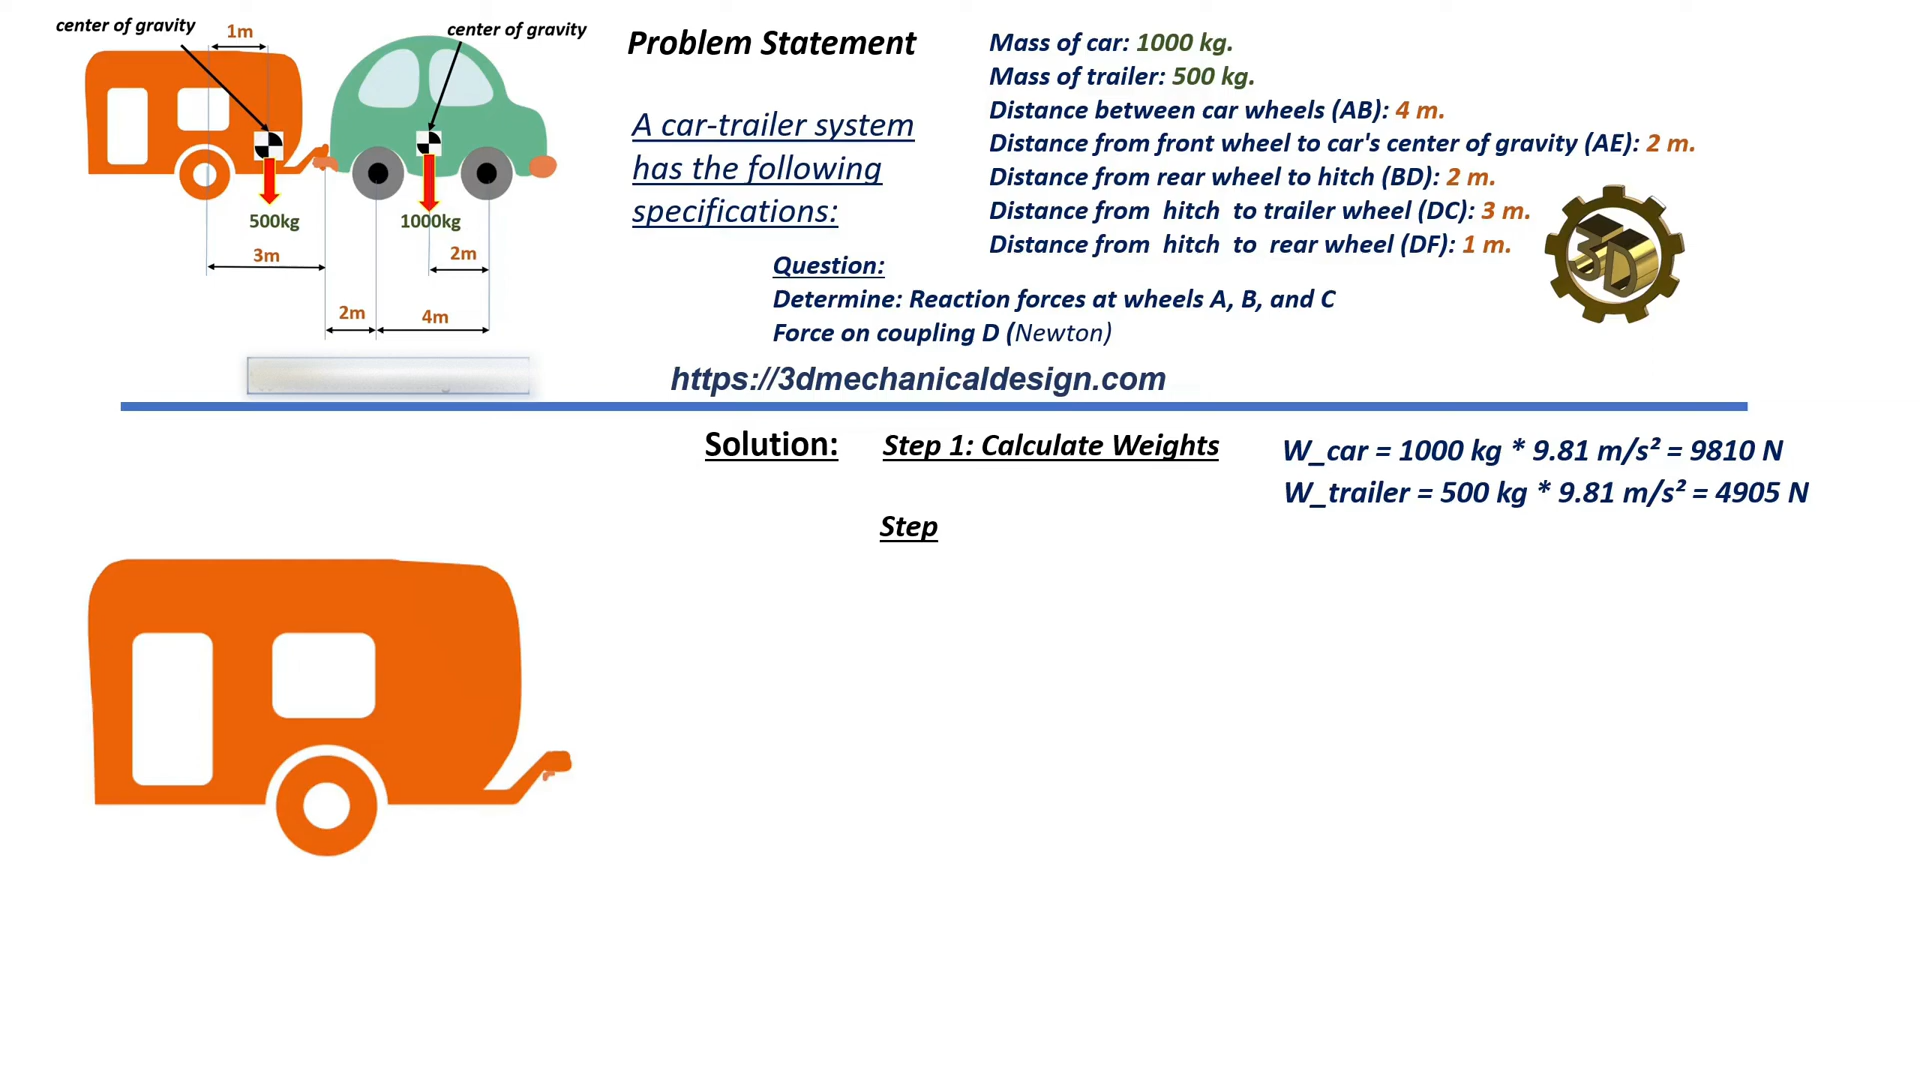 center of gravity
1m
center of gravity
500kg
1000kg
3m
2m
2m
4m
Problem Statement
A car-trailer system
has the following
specifications:
Mass of car: 1000 kg.
Mass of trailer: 500 kg.
Distance between car wheels (AB): 4 m.
Distance from front wheel to car's center of gravity (AE): 2 m.
Distance from rear wheel to hitch (BD): 2 m.
Distance from hitch to trailer wheel (DC): 3 m.
Distance from hitch to rear wheel (DF): 1 m.
3D
Question:
Determine: Reaction forces at wheels A, B, and C
Force on coupling D (Newton)
https://3dmechanicaldesign.com
Solution:
Step 1: Calculate Weights
W_car = 1000 kg * 9.81 m/s² = 9810 N
W_trailer = 500 kg * 9.81 m/s² = 4905 N
Step